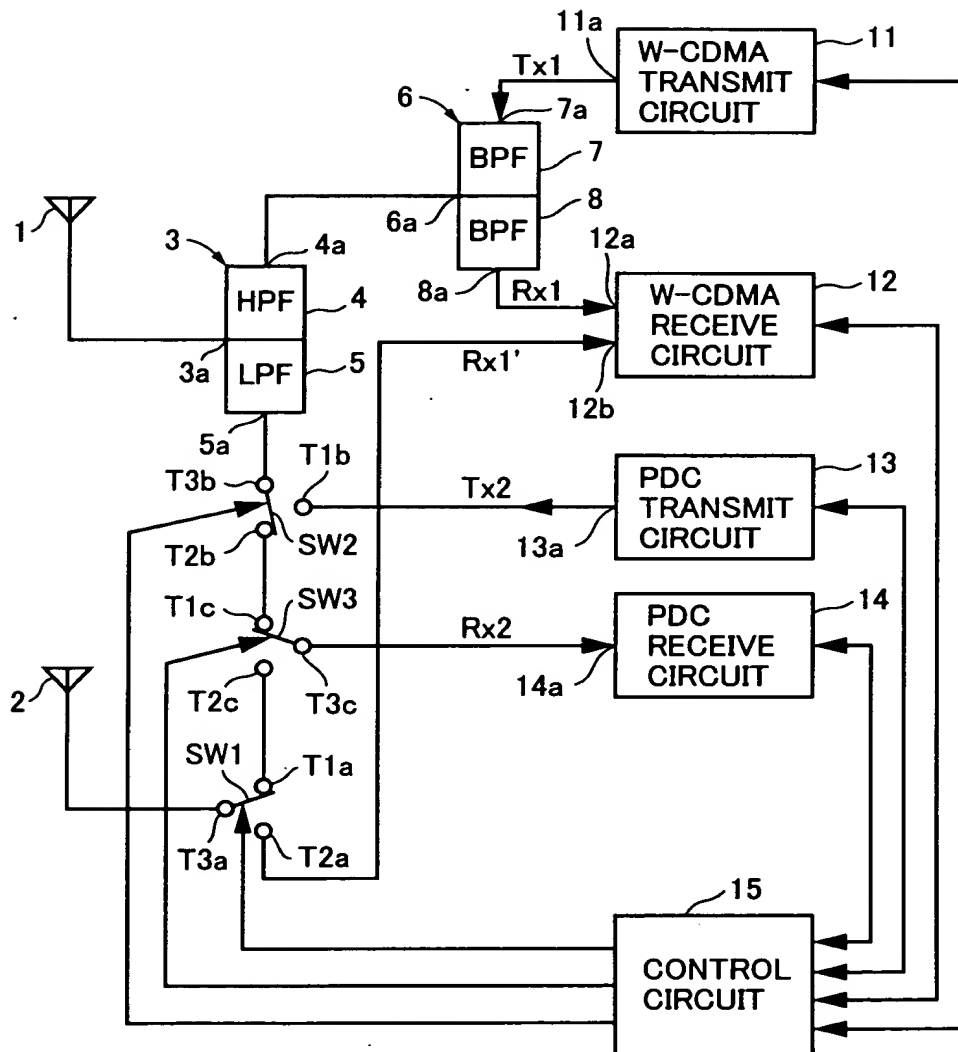 11a
11
W-CDMA
TRANSMIT
CIRCUIT
Tx1
6
7a
BPF
7
8
6a
BPF
1
3
4a
12a
12
8a
Rx1
W-CDMA
RECEIVE
CIRCUIT
HPF
4
3a
LPF
5
Rx1'
12b
5a
T3b
T1b
13
Tx2
PDC
TRANSMIT
CIRCUIT
T2b
SW2
13a
T1c
SW3
14
Rx2
PDC
RECEIVE
CIRCUIT
2
T2c
T3c
14a
SW1
T1a
T3a
T2a
15
CONTROL
CIRCUIT